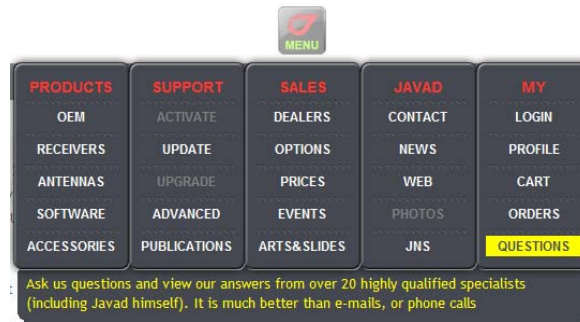 MENU
PRODUCTS SUPPORT SALES JAVAD MY
OEM ACTIVATE DEALERS CONTACT LOGIN
RECEIVERS UPDATE OPTIONS NEWS PROFILE
ANTENNAS UPGRADE PRICES WEB CART
SOFTWARE ADVANCED EVENTS PHOTOS ORDERS
ACCESSORIES PUBLICATIONS ARTS&SLIDES JNS QUESTIONS
Ask us questions and view our answers from over 20 highly qualified specialists
(including Javad himself). It is much better than e-mails, or phone calls